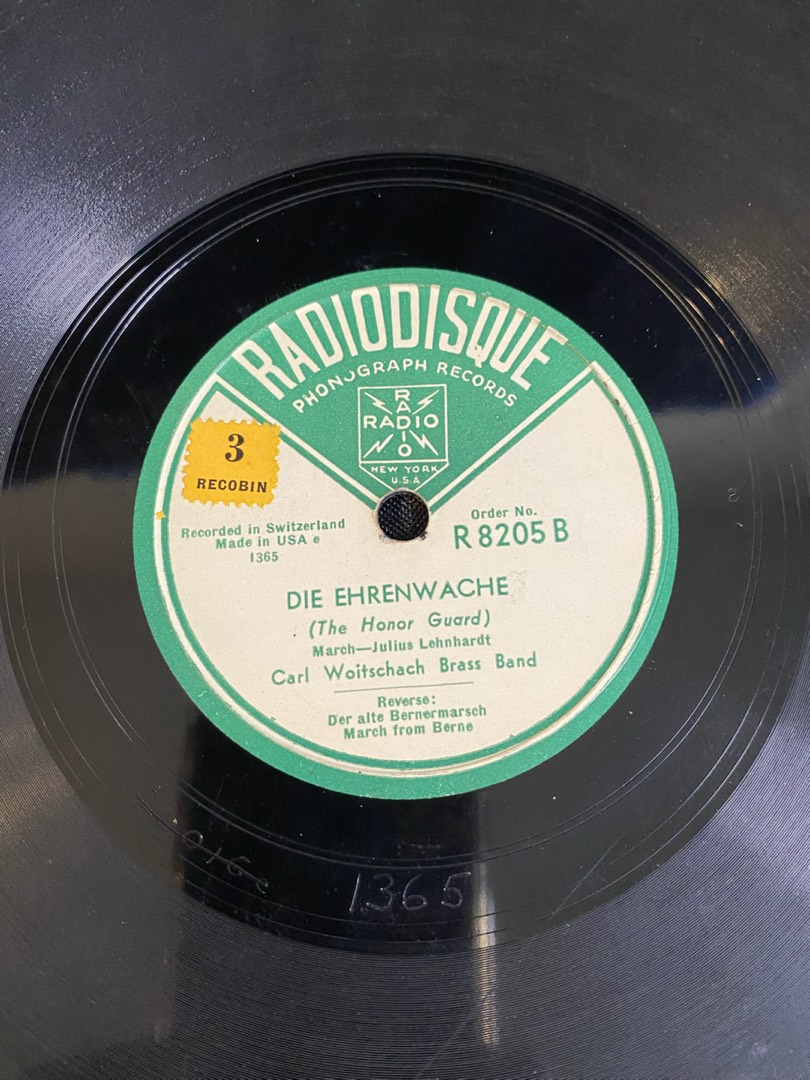 RADIODISQUE
PHONOGRAPH RECORDS
RADIO
RADIO
NEW YORK
U.S.A
3
RECOBIN
Recorded in Switzerland
Made in USA e
1365
Order No.
R 8205 B
DIE EHRENWACHE
(The Honor Guard)
March—Julius Lehnhardt
Carl Woitschach Brass Band
Reverse:
Der alte Bernermarsch
March from Berne
1365